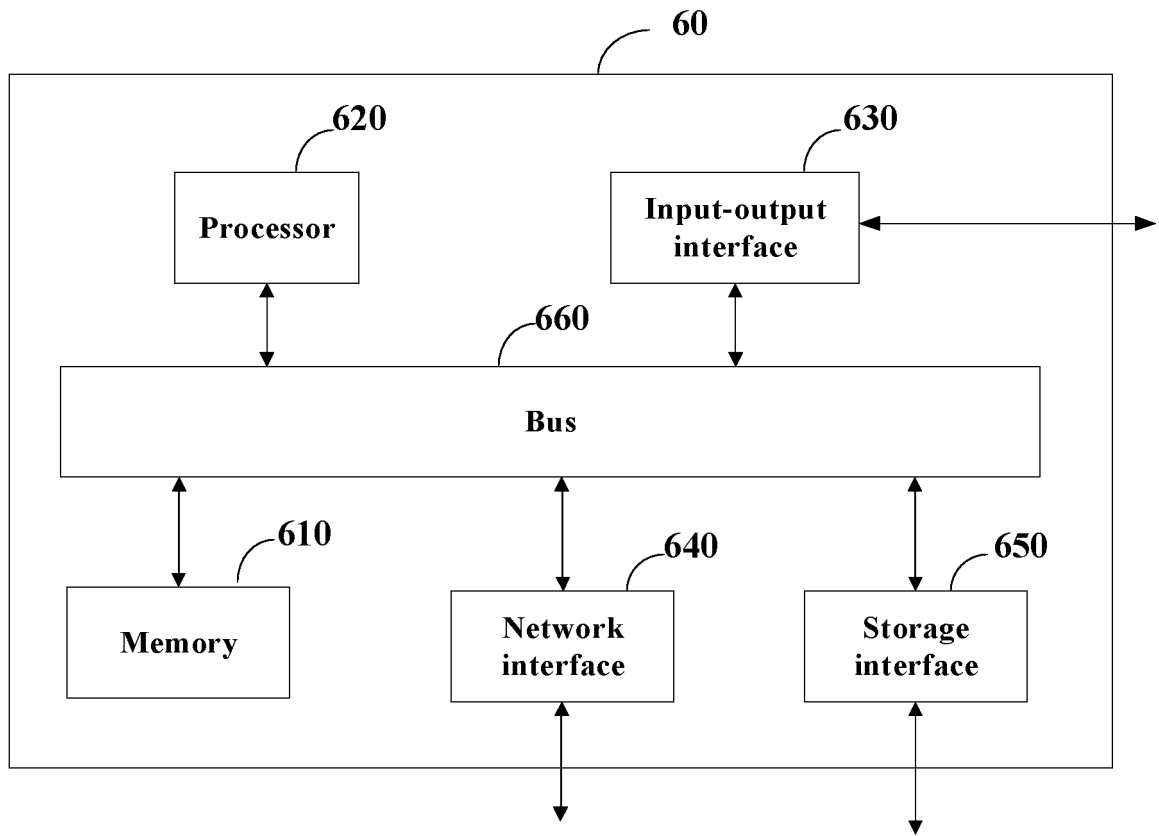 60
620
630
Processor
Input-output
interface
660
Bus
610
640
650
Memory
Network
interface
Storage
interface